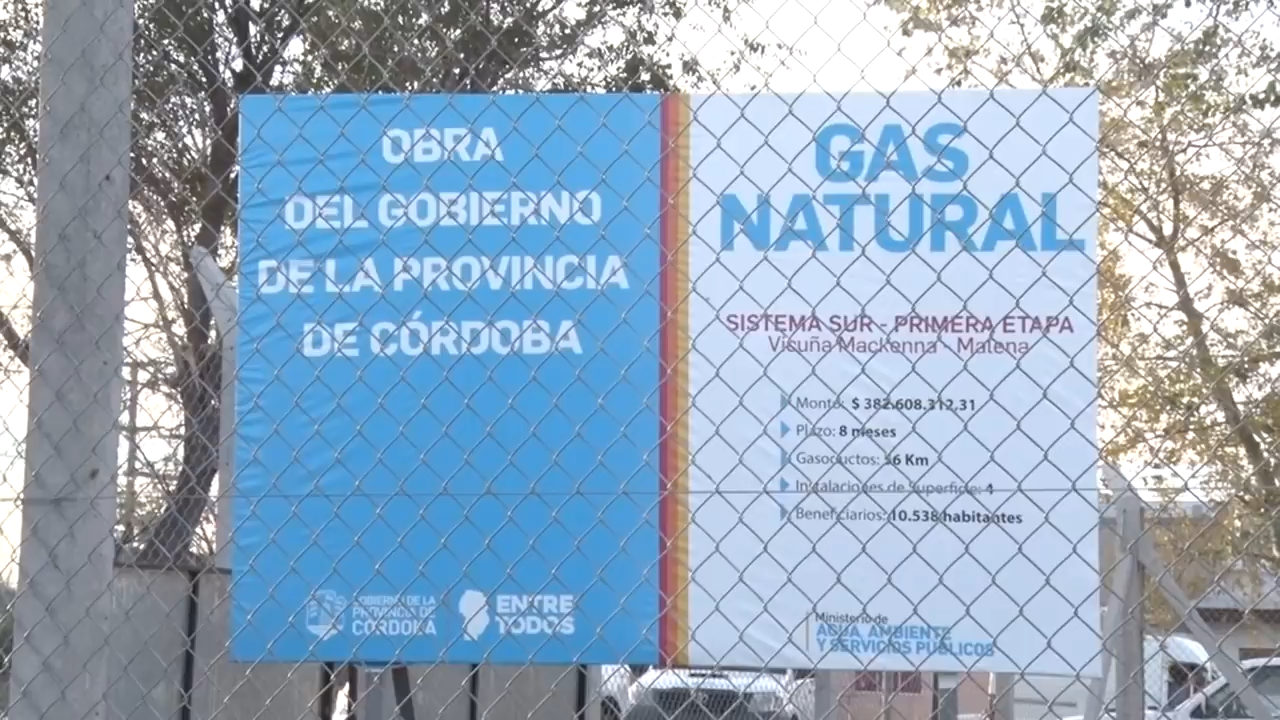 OBRA
DEL GOBIERNO
DE LA PROVINCIA
DE CÓRDOBA
GOBIERNO DE LA
PROVINCIA DE
CÓRDOBA
ENTRE
TODOS
GAS
NATURAL
SISTEMA SUR - PRIMERA ETAPA
Vicuña Mackenna - Malena
Monto: $ 382.608.312,31
Plazo: 8 meses
Gasoductos: 56 Km
Instalaciones de Superficie: 4
Beneficiarios: 10.538 habitantes
Ministerio de
AGUA, AMBIENTE
Y SERVICIOS PÚBLICOS